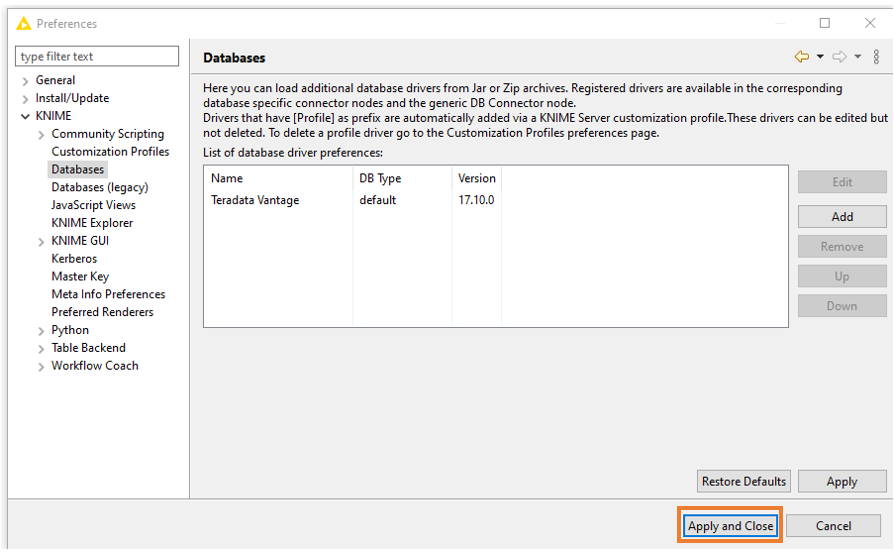 Preferences
type filter text
General
Install/Update
KNIME
Community Scripting
Customization Profiles
Databases
Databases (legacy)
JavaScript Views
KNIME Explorer
KNIME GUI
Kerberos
Master Key
Meta Info Preferences
Preferred Renderers
Python
Table Backend
Workflow Coach
Databases
Here you can load additional database drivers from Jar or Zip archives. Registered drivers are available in the corresponding
database specific connector nodes and the generic DB Connector node.
Drivers that have [Profile] as prefix are automatically added via a KNIME Server customization profile.These drivers can be edited but
not deleted. To delete a profile driver go to the Customization Profiles preferences page.
List of database driver preferences:
Name DB Type Version
Teradata Vantage default 17.10.0
Edit
Add
Remove
Up
Down
Restore Defaults Apply
Apply and Close Cancel